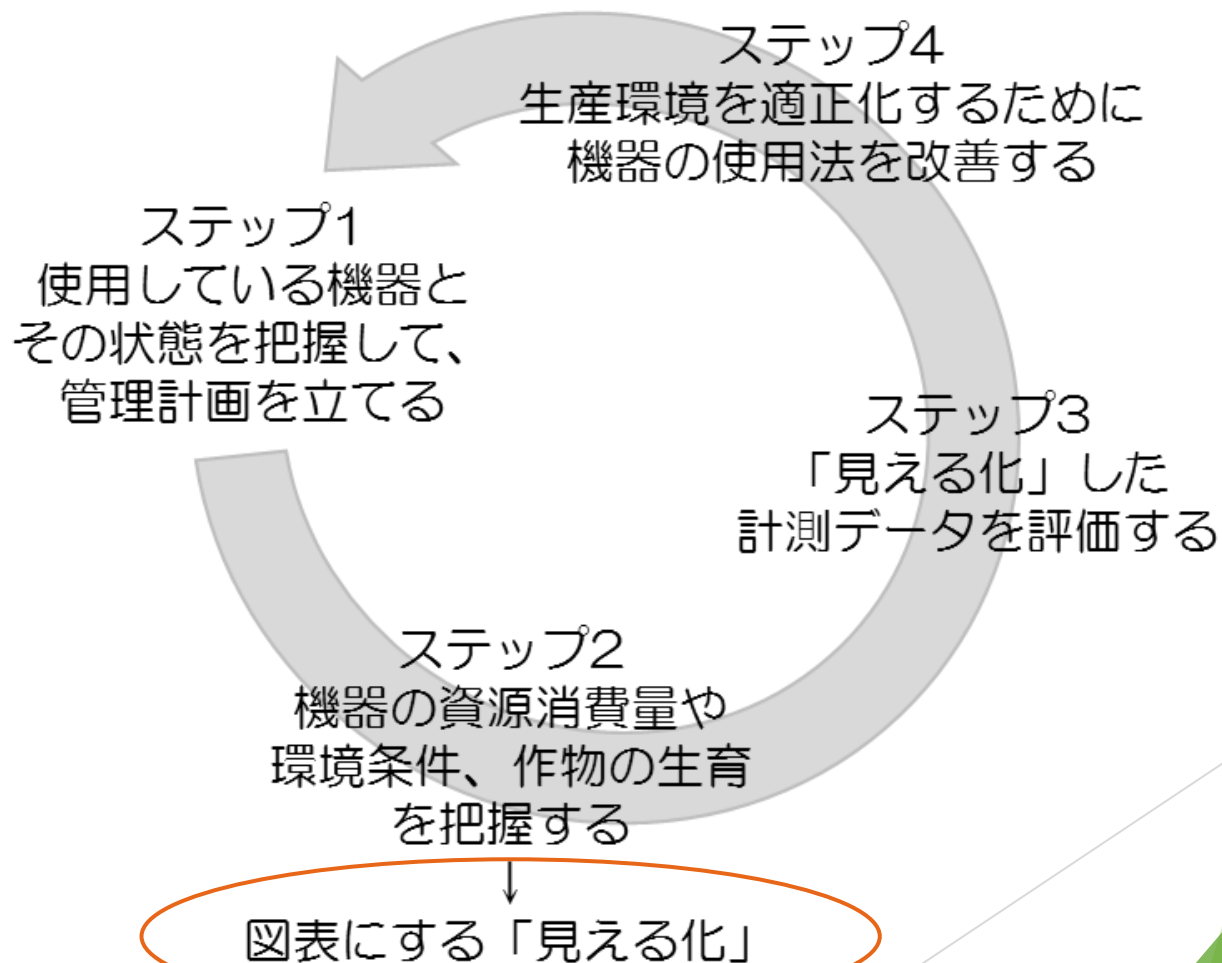 ステップ4
生産環境を適正化するために
機器の使用法を改善する
ステップ1
使用している機器と
その状態を把握して、
管理計画を立てる
ステップ3
「見える化」した
計測データを評価する
ステップ2
機器の資源消費量や
環境条件、作物の生育
を把握する
↓
図表にする「見える化」